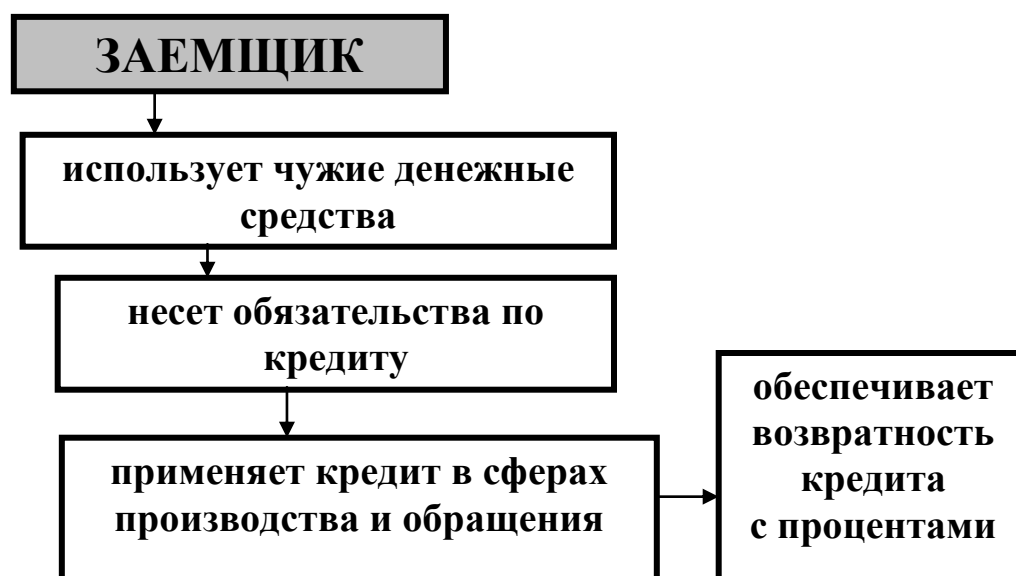 ЗАЕМЩИК
использует чужие денежные
средства
несет обязательства по
кредиту
применяет кредит в сферах
производства и обращения
обеспечивает
возвратность
кредита
с процентами